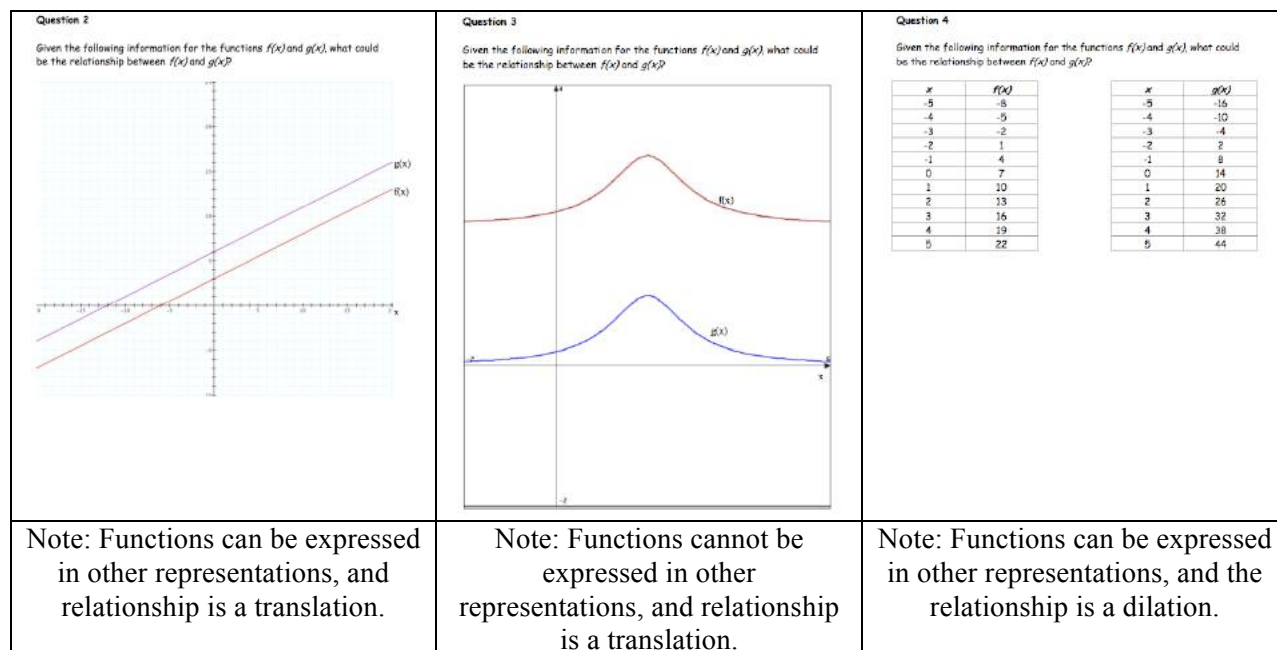 Question 2
Given the following information for the functions f(x) and g(x), what could
be the relationship between f(x) and g(x)?
g(x)
f(x)
x
Question 3
Given the following information for the functions f(x) and g(x), what could
be the relationship between f(x) and g(x)?
f(x)
g(x)
x
-2
Question 4
Given the following information for the functions f(x) and g(x), what could
be the relationship between f(x) and g(x)?
x f(x)
-5 -8
-4 -5
-3 -2
-2 1
-1 4
0 7
1 10
2 13
3 16
4 19
5 22
x g(x)
-5 -16
-4 -10
-3 -4
-2 2
-1 8
0 14
1 20
2 26
3 32
4 38
5 44
Note: Functions can be expressed
in other representations, and
relationship is a translation.
Note: Functions cannot be
expressed in other
representations, and relationship
is a translation.
Note: Functions can be expressed
in other representations, and the
relationship is a dilation.